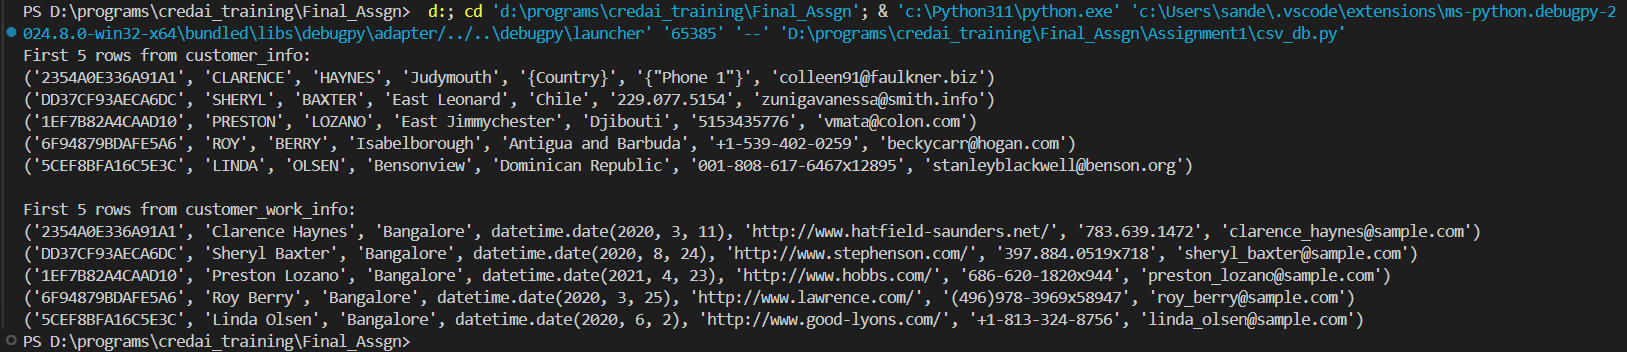 PS D:\programs\credai_training\Final_Assgn>  d:; cd 'd:\programs\credai_training\Final_Assgn'; & 'c:\Python311\python.exe' 'c:\Users\sande\.vscode\extensions\ms-python.debugpy-2
024.8.0-win32-x64\bundled\libs\debugpy\adapter/../..\debugpy\launcher' '65385' '--' 'D:\programs\credai_training\Final_Assgn\Assignment1\csv_db.py'
First 5 rows from customer_info:
('2354A0E336A91A1', 'CLARENCE', 'HAYNES', 'Judymouth', '{Country}', '{"Phone 1"}', 'colleen91@faulkner.biz')
('DD37CF93AECA6DC', 'SHERYL', 'BAXTER', 'East Leonard', 'Chile', '229.077.5154', 'zunigavanessa@smith.info')
('1EF7B82A4CAAD10', 'PRESTON', 'LOZANO', 'East Jimmychester', 'Djibouti', '5153435776', 'vmata@colon.com')
('6F94879BDAFE5A6', 'ROY', 'BERRY', 'Isabelborough', 'Antigua and Barbuda', '+1-539-402-0259', 'beckycarr@hogan.com')
('5CEF8BFA16C5E3C', 'LINDA', 'OLSEN', 'Bensonview', 'Dominican Republic', '001-808-617-6467x12895', 'stanleyblackwell@benson.org')
First 5 rows from customer_work_info:
('2354A0E336A91A1', 'Clarence Haynes', 'Bangalore', datetime.date(2020, 3, 11), 'http://www.hatfield-saunders.net/', '783.639.1472', 'clarence_haynes@sample.com')
('DD37CF93AECA6DC', 'Sheryl Baxter', 'Bangalore', datetime.date(2020, 8, 24), 'http://www.stephenson.com/', '397.884.0519x718', 'sheryl_baxter@sample.com')
('1EF7B82A4CAAD10', 'Preston Lozano', 'Bangalore', datetime.date(2021, 4, 23), 'http://www.hobbs.com/', '686-620-1820x944', 'preston_lozano@sample.com')
('6F94879BDAFE5A6', 'Roy Berry', 'Bangalore', datetime.date(2020, 3, 25), 'http://www.lawrence.com/', '(496)978-3969x58947', 'roy_berry@sample.com')
('5CEF8BFA16C5E3C', 'Linda Olsen', 'Bangalore', datetime.date(2020, 6, 2), 'http://www.good-lyons.com/', '+1-813-324-8756', 'linda_olsen@sample.com')
PS D:\programs\credai_training\Final_Assgn>